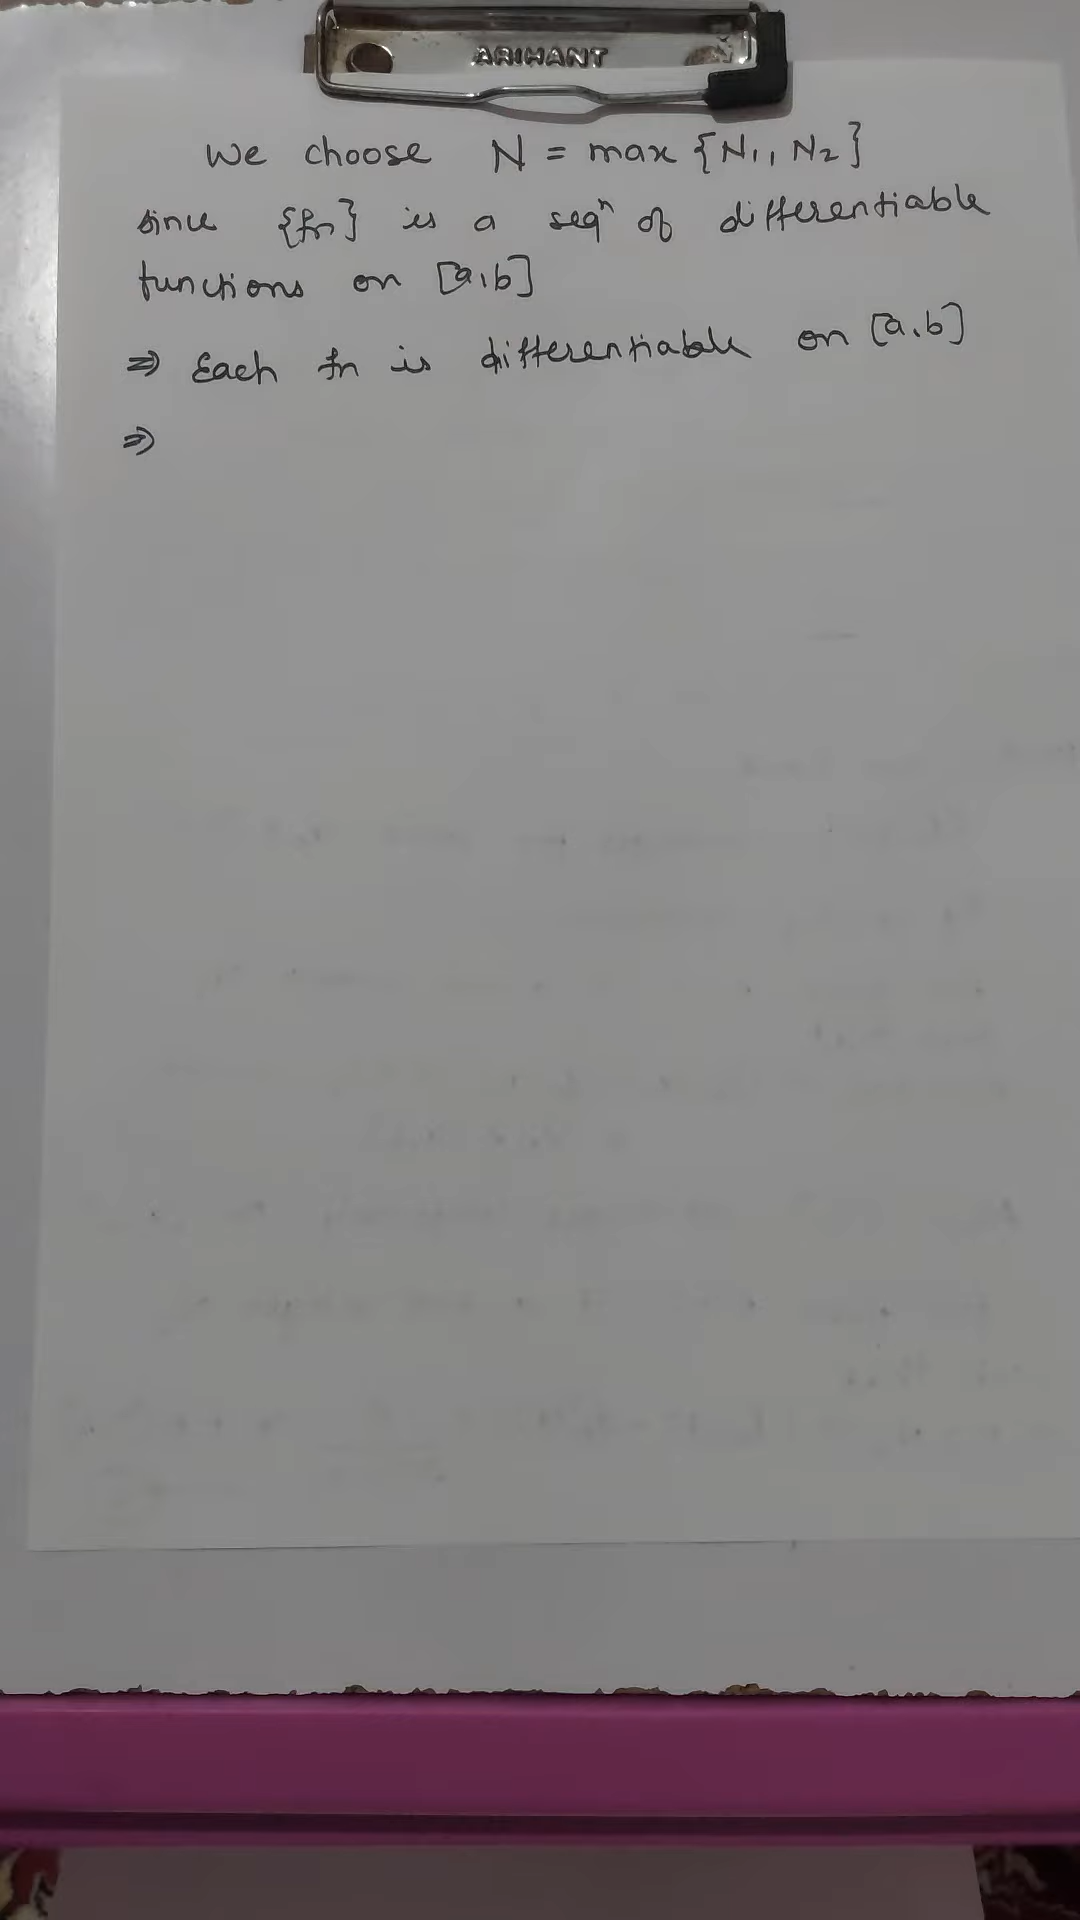 ARIHANT
We choose N = max {N1, N2}
since {fn} is a seqⁿ of differentiable
functions on [a,b]
⇒ Each fn is differentiable on [a,b]
⇒